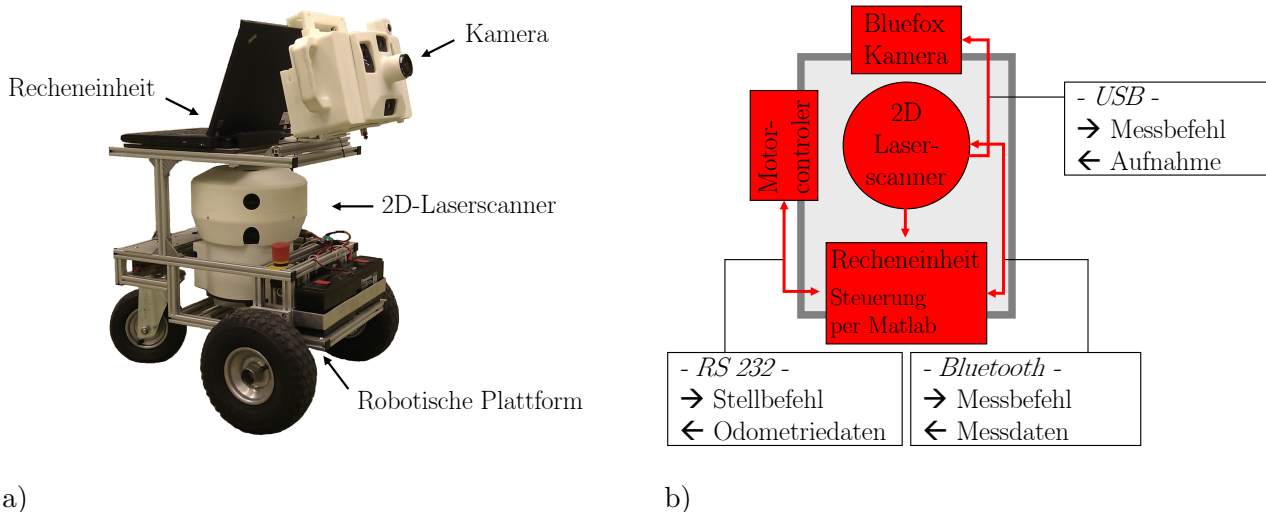 Kamera
Recheneinheit
2D-Laserscanner
Robotische Plattform
a)
Bluefox
Kamera
Motor-
controler
2D
Laser-
scanner
Recheneinheit
Steuerung
per Matlab
- USB -
→ Messbefehl
← Aufnahme
- RS 232 -
→ Stellbefehl
← Odometriedaten
- Bluetooth -
→ Messbefehl
← Messdaten
b)